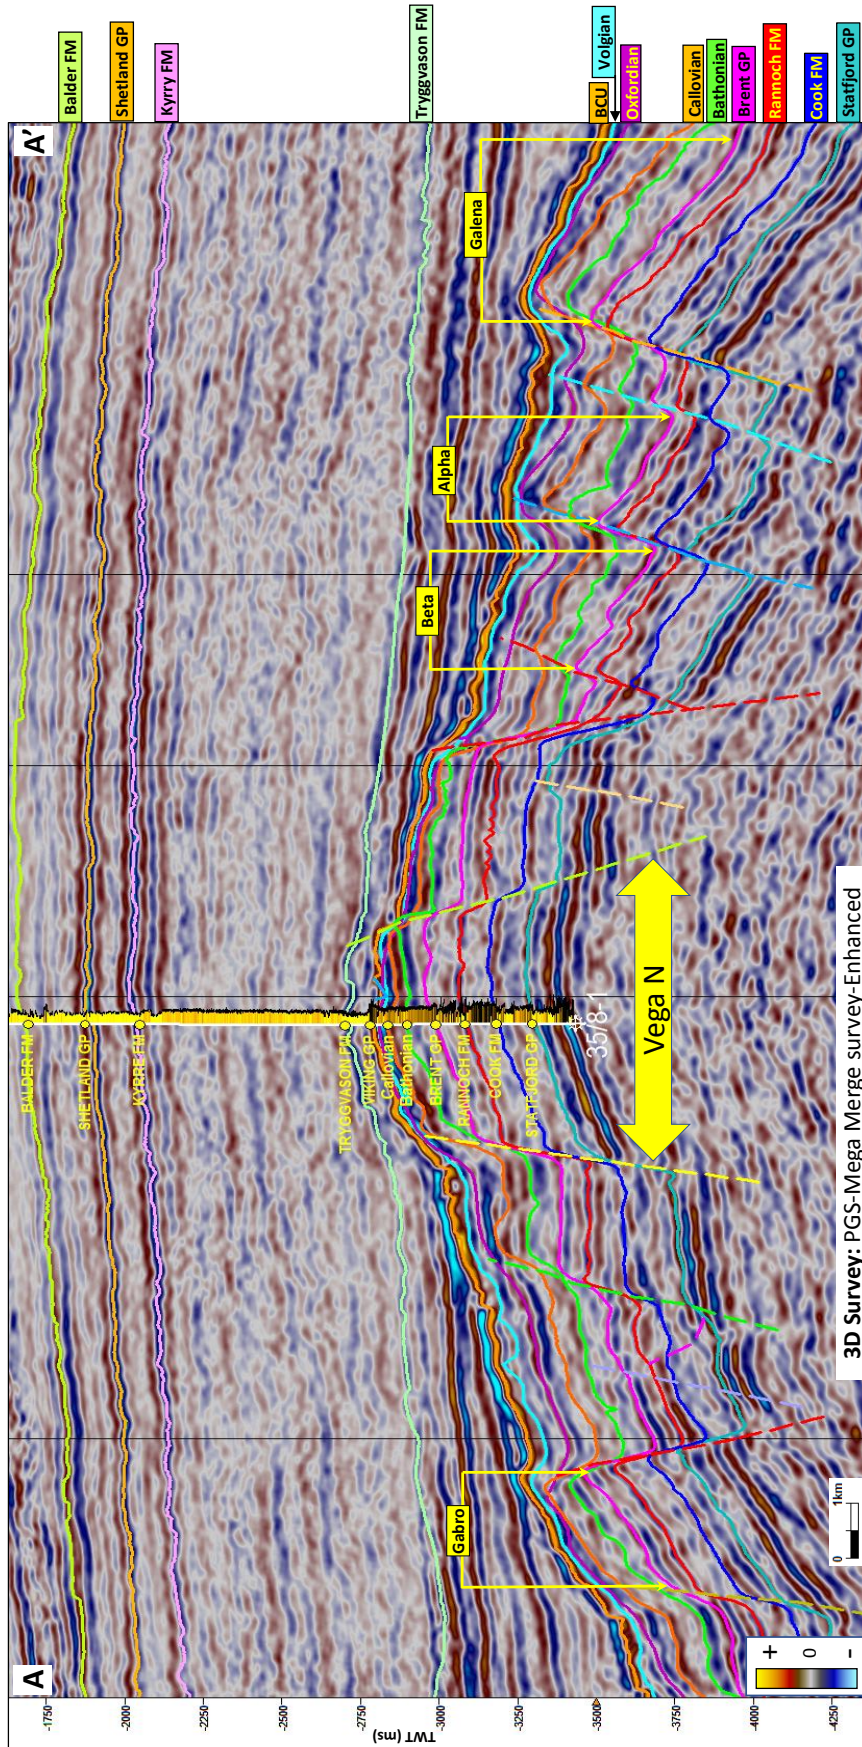 A
A'
Balder FM
Shetland GP
Kyrry FM
Tryggvason FM
BCU
Volgian
Oxfordian
Callovian
Bathonian
Brent GP
Rannoch FM
Cook FM
Statfjord GP
Gabro
Beta
Alpha
Galena
BALDER FM
SHETLAND GP
KYRRE FM
TRYGGVASON FM
VIKING GP
Callovian
Bathonian
BRENT GP
RANNOCH FM
COOK FM
STATFJORD GP
35/8-1
Vega N
-1750
-2000
-2250
-2500
-2750
-3000
-3250
-3500
-3750
-4000
-4250
TWT (ms)
+
0
-
0
1km
3D Survey: PGS-Mega Merge survey-Enhanced